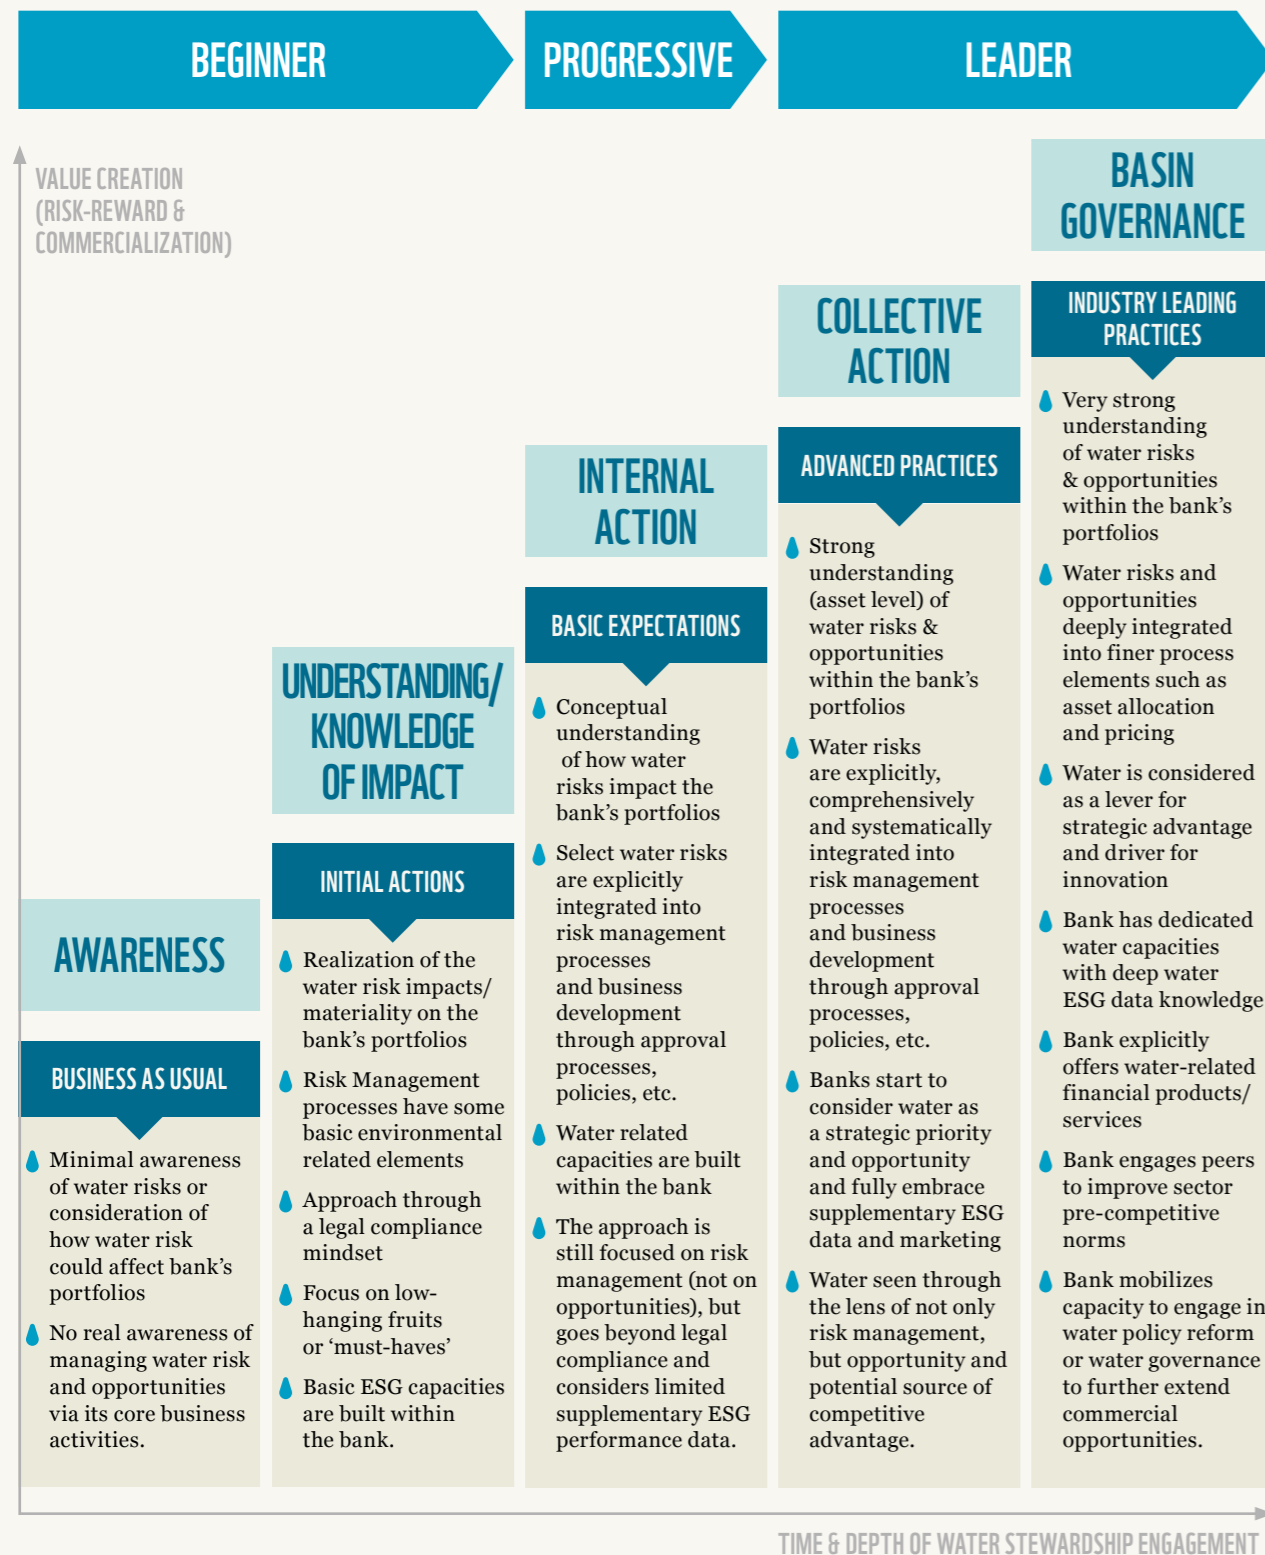 BEGINNER
PROGRESSIVE
LEADER
VALUE CREATION
(RISK-REWARD &
COMMERCIALIZATION)
AWARENESS
BUSINESS AS USUAL
Minimal awareness
of water risks or
consideration of
how water risk
could affect bank’s
portfolios
No real awareness of
managing water risk
and opportunities
via its core business
activities.
UNDERSTANDING/
KNOWLEDGE
OF IMPACT
INITIAL ACTIONS
Realization of the
water risk impacts/
materiality on the
bank’s portfolios
Risk Management
processes have some
basic environmental
related elements
Approach through
a legal compliance
mindset
Focus on low-
hanging fruits
or ‘must-haves’
Basic ESG capacities
are built within
the bank.
INTERNAL
ACTION
BASIC EXPECTATIONS
Conceptual
understanding
of how water
risks impact the
bank’s portfolios
Select water risks
are explicitly
integrated into
risk management
processes
and business
development
through approval
processes,
policies, etc.
Water related
capacities are built
within the bank
The approach is
still focused on risk
management (not on
opportunities), but
goes beyond legal
compliance and
considers limited
supplementary ESG
performance data.
COLLECTIVE
ACTION
ADVANCED PRACTICES
Strong
understanding
(asset level) of
water risks &
opportunities
within the bank’s
portfolios
Water risks
are explicitly,
comprehensively
and systematically
integrated into
risk management
processes
and business
development
through approval
processes,
policies, etc.
Banks start to
consider water as
a strategic priority
and opportunity
and fully embrace
supplementary ESG
data and marketing
Water seen through
the lens of not only
risk management,
but opportunity and
potential source of
competitive
advantage.
BASIN
GOVERNANCE
INDUSTRY LEADING
PRACTICES
Very strong
understanding
of water risks
& opportunities
within the bank’s
portfolios
Water risks and
opportunities
deeply integrated
into finer process
elements such as
asset allocation
and pricing
Water is considered
as a lever for
strategic advantage
and driver for
innovation
Bank has dedicated
water capacities
with deep water
ESG data knowledge
Bank explicitly
offers water-related
financial products/
services
Bank engages peers
to improve sector
pre-competitive
norms
Bank mobilizes
capacity to engage in
water policy reform
or water governance
to further extend
commercial
opportunities.
TIME & DEPTH OF WATER STEWARDSHIP ENGAGEMENT